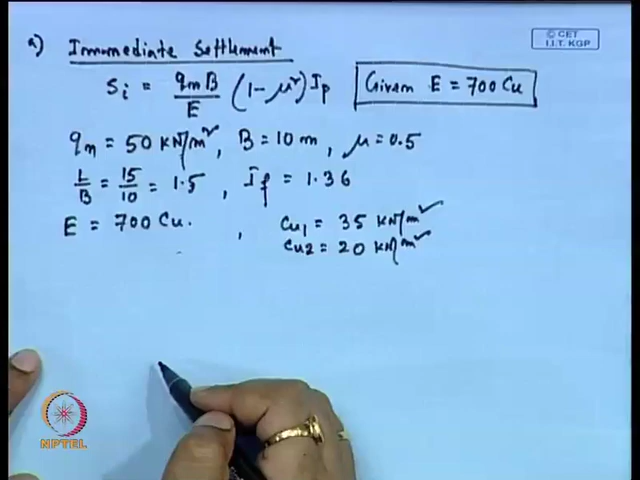 © CET
I.I.T. KGP
a) Immediate Settlement
Si = qnB/E (1-μ²) Ip Given E = 700 Cu
qn = 50 kN/m², B = 10 m, μ = 0.5
L/B = 15/10 = 1.5, If = 1.36
E = 700 Cu. , Cu1 = 35 kN/m²
Cu2 = 20 kN/m²
NPTEL